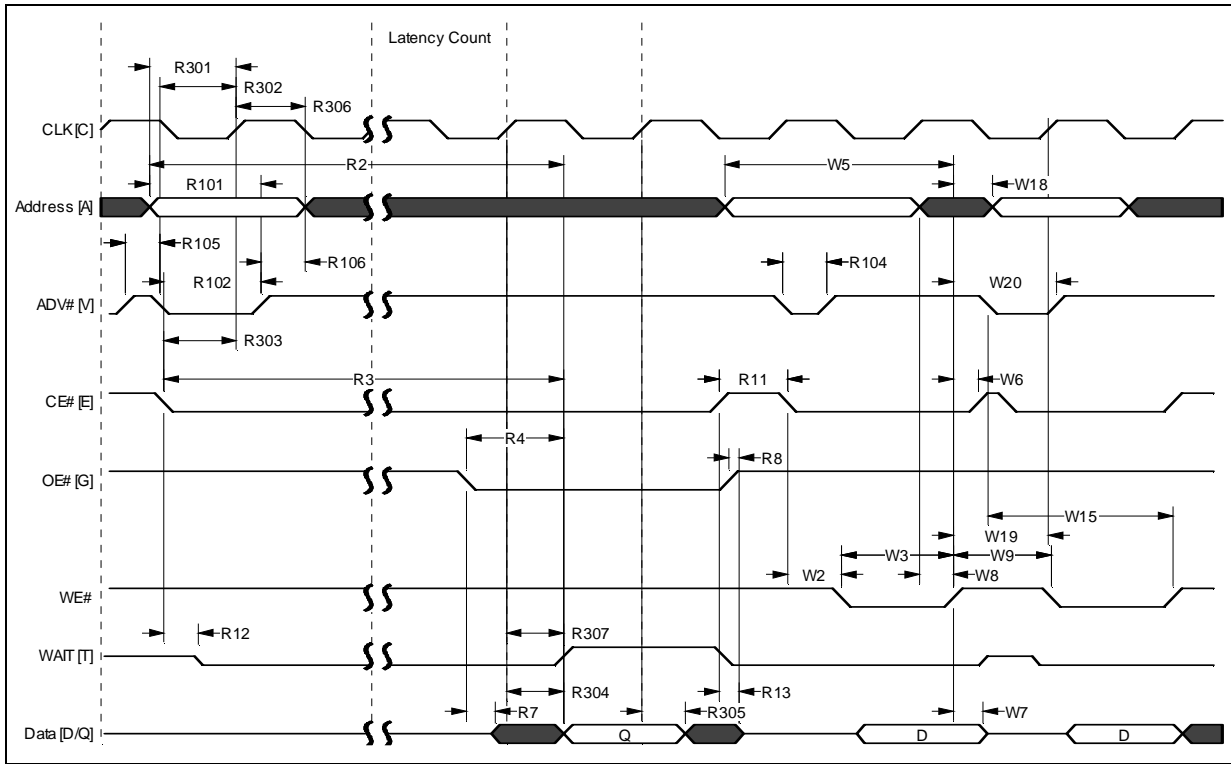 Latency Count
R301
R302
R306
CLK [C]
R2
W5
R101
W18
Address [A]
R105
R106
R104
R102
W20
ADV# [V]
R303
R3
R11
W6
CE# [E]
R4
R8
OE# [G]
W15
W19
W3
W9
W2
W8
WE#
R12
R307
WAIT [T]
R304
R13
R7
R305
W7
Data [D/Q]
Q
D
D